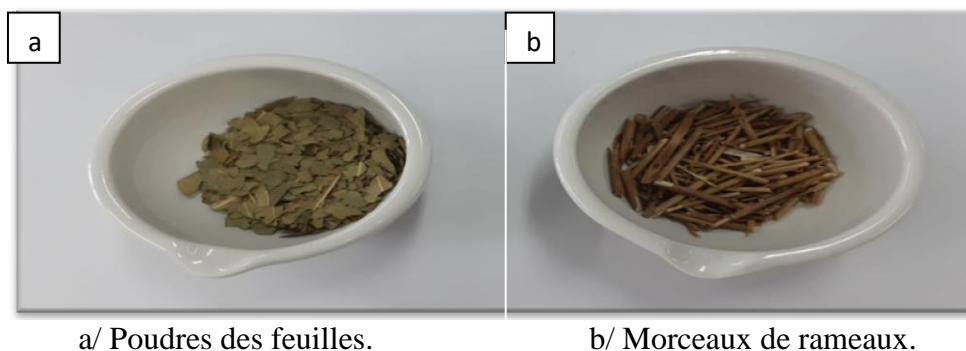 a
b
a/ Poudres des feuilles.
b/ Morceaux de rameaux.